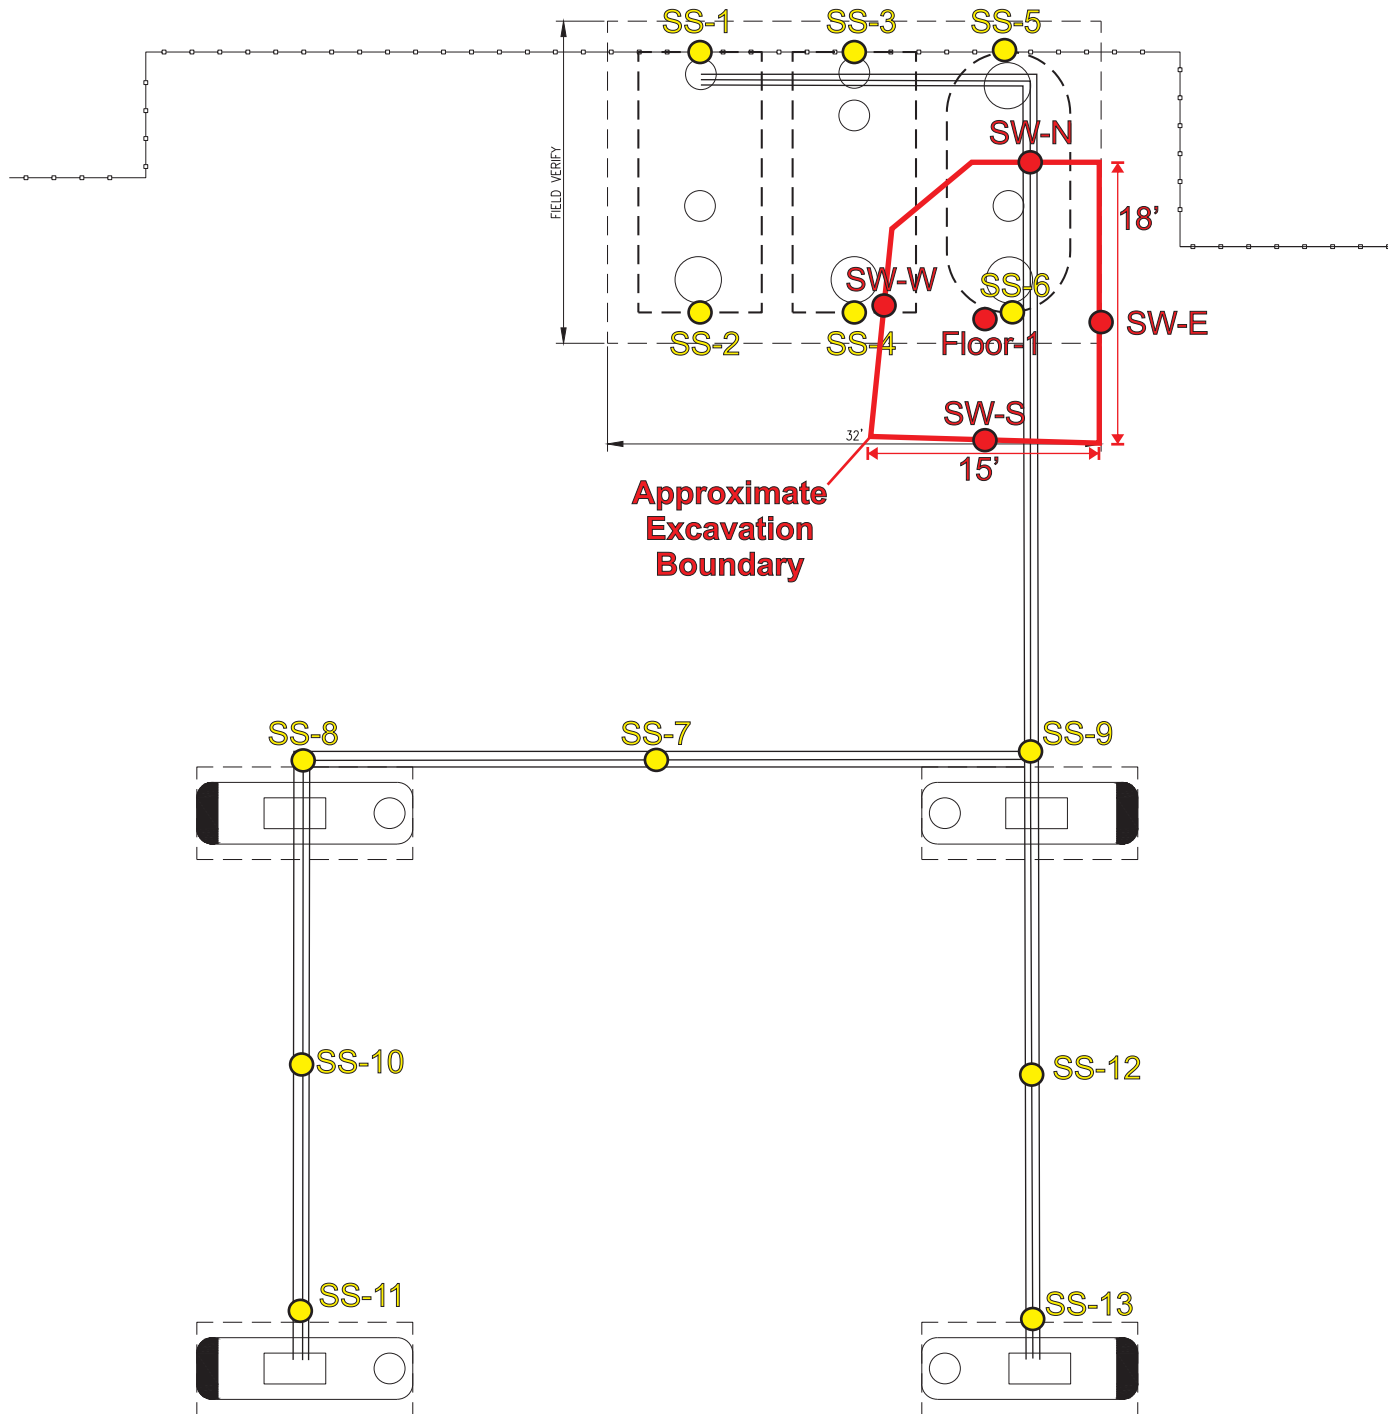 SS-1
SS-3
SS-5
SW-N
FIELD VERIFY
18’
SW-W
SS-6
SW-E
SS-2
SS-4
Floor-1
SW-S
32'
15’
Approximate
Excavation
Boundary
SS-8
SS-7
SS-9
SS-10
SS-12
SS-11
SS-13